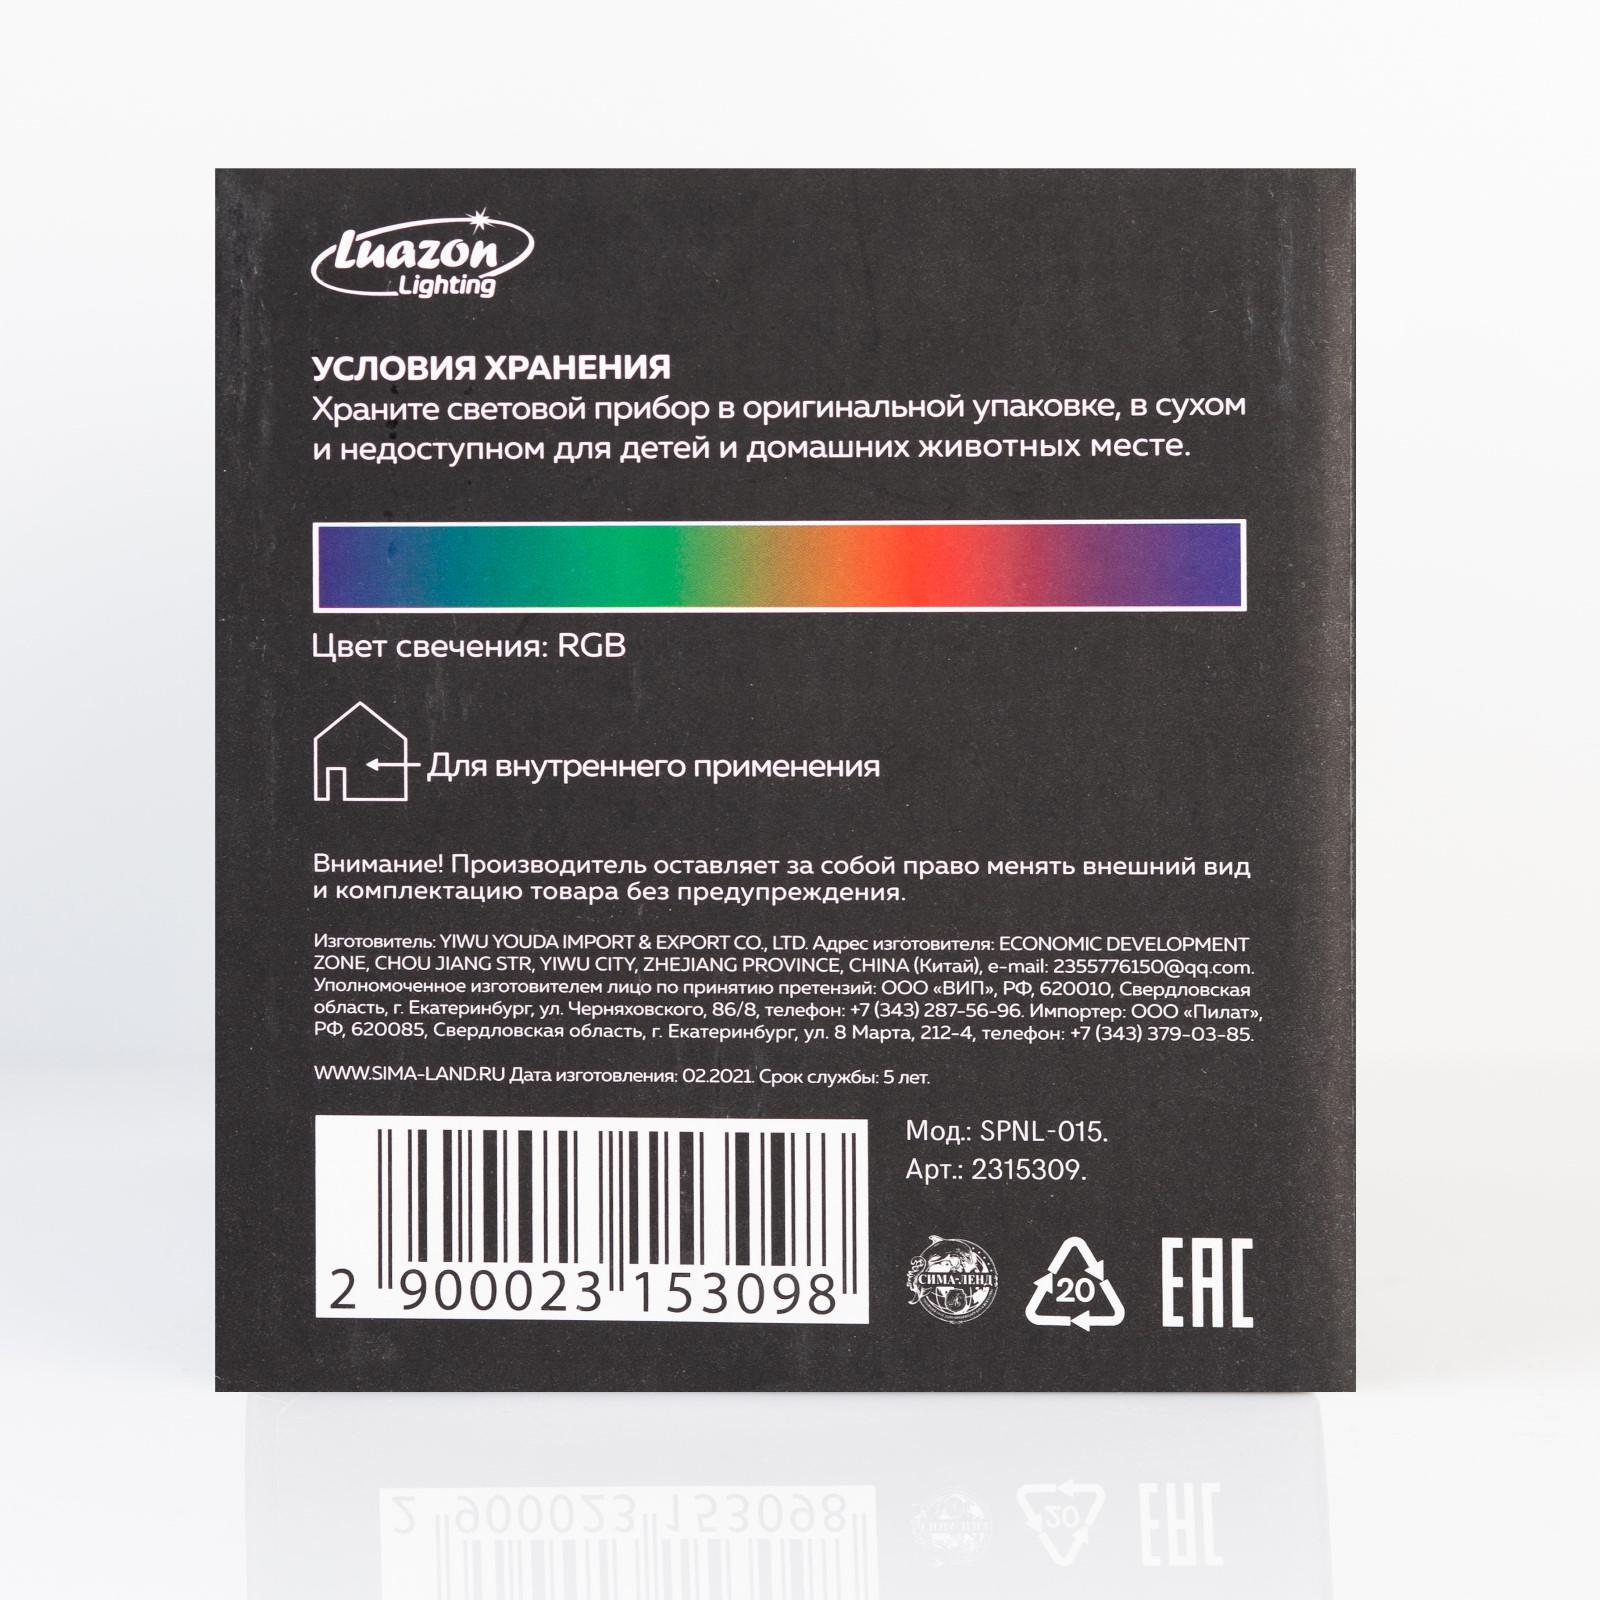 Luazon
Lighting
УСЛОВИЯ ХРАНЕНИЯ
Храните световой прибор в оригинальной упаковке, в сухом
и недоступном для детей и домашних животных месте.
Цвет свечения: RGB
Для внутреннего применения
Внимание! Производитель оставляет за собой право менять внешний вид
и комплектацию товара без предупреждения.
Изготовитель: YIWU YOUDA IMPORT & EXPORT CO., LTD. Адрес изготовителя: ECONOMIC DEVELOPMENT
ZONE, CHOU JIANG STR, YIWU CITY, ZHEJIANG PROVINCE, CHINA (Китай), e-mail: 2355776150@qq.com.
Уполномоченное изготовителем лицо по принятию претензий: ООО «ВИП», РФ, 620010, Свердловская
область, г. Екатеринбург, ул. Черняховского, 86/8, телефон: +7 (343) 287-56-96. Импортер: ООО «Пилат»,
РФ, 620085, Свердловская область, г. Екатеринбург, ул. 8 Марта, 212-4, телефон: +7 (343) 379-03-85.
WWW.SIMA-LAND.RU Дата изготовления: 02.2021. Срок службы: 5 лет.
Мод.: SPNL-015.
Арт.: 2315309.
2 900023 153098
СИМА-ЛЕНД
20
EAC